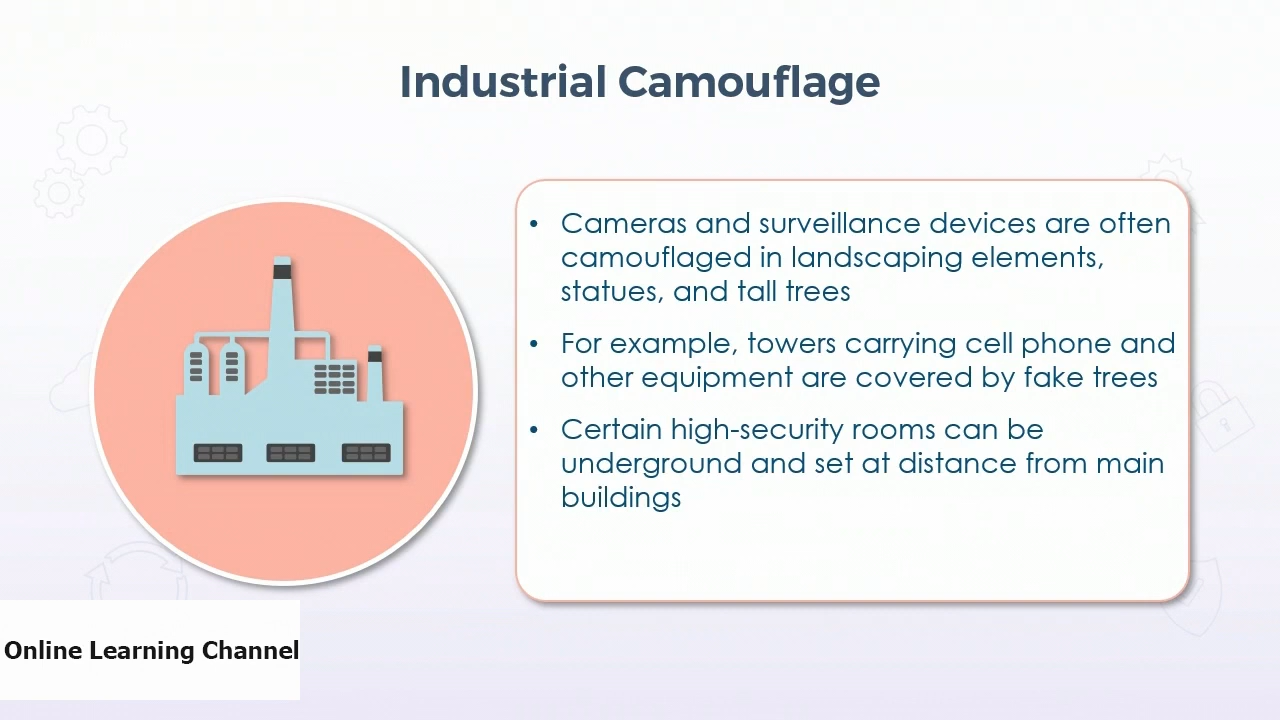 Industrial Camouflage
• Cameras and surveillance devices are often
camouflaged in landscaping elements,
statues, and tall trees
• For example, towers carrying cell phone and
other equipment are covered by fake trees
• Certain high-security rooms can be
underground and set at distance from main
buildings
Online Learning Channel